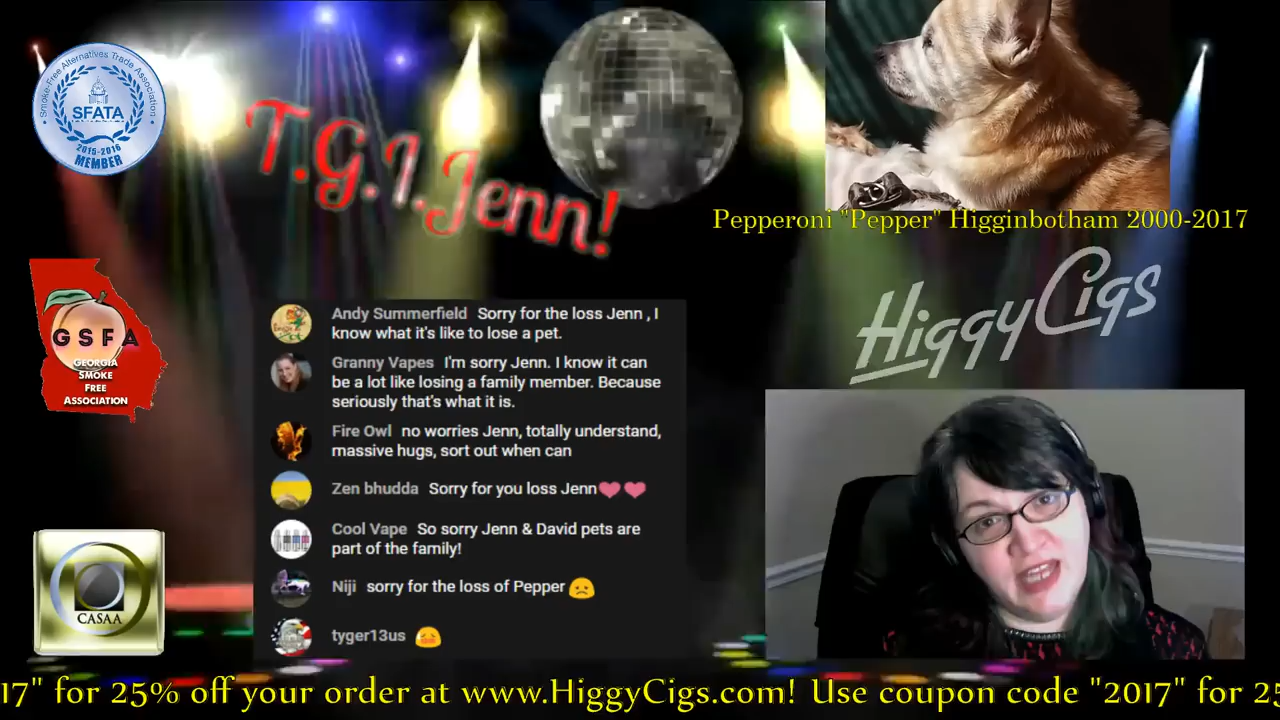 Smoke-Free Alternatives Trade Association
SFATA
2015-2016
MEMBER
T.G.I.Jenn!
Pepperoni "Pepper" Higginbotham 2000-2017
HiggyCigs
GSFA
GEORGIA
SMOKE
FREE
ASSOCIATION
CASAA
Andy Summerfield Sorry for the loss Jenn , I
know what it's like to lose a pet.
Granny Vapes I'm sorry Jenn. I know it can
be a lot like losing a family member. Because
seriously that's what it is.
Fire Owl no worries Jenn, totally understand,
massive hugs, sort out when can
Zen bhudda Sorry for you loss Jenn💗💗
Cool Vape So sorry Jenn & David pets are
part of the family!
Niji sorry for the loss of Pepper 🙁
tyger13us 😊
17" for 25% off your order at www.HiggyCigs.com! Use coupon code "2017" for 25